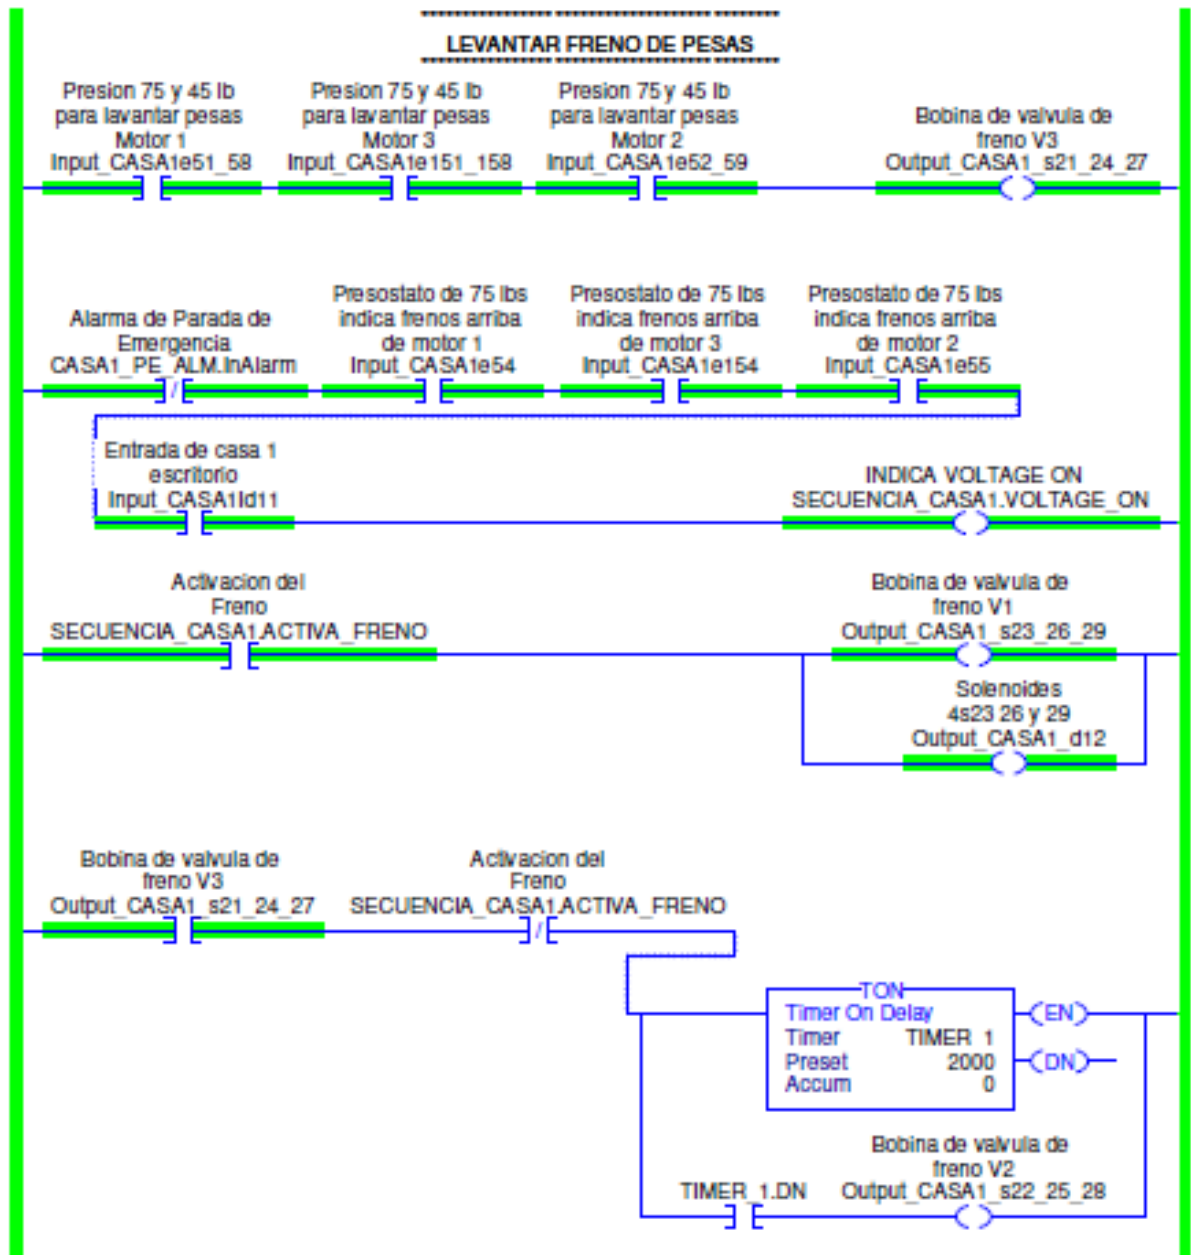 LEVANTAR FRENO DE PESAS
Presion 75 y 45 lb
para lavantar pesas
Motor 1
Input_CASA1e51_58
Presion 75 y 45 lb
para lavantar pesas
Motor 3
Input_CASA1e151_158
Presion 75 y 45 lb
para lavantar pesas
Motor 2
Input_CASA1e52_59
Bobina de valvula de
freno V3
Output_CASA1_s21_24_27
Alarma de Parada de
Emergencia
CASA1_PE_ALM.InAlarm
Presostato de 75 lbs
indica frenos arriba
de motor 1
Input_CASA1e54
Presostato de 75 lbs
indica frenos arriba
de motor 3
Input_CASA1e154
Presostato de 75 lbs
indica frenos arriba
de motor 2
Input_CASA1e55
Entrada de casa 1
escritorio
Input_CASA1Id11
INDICA VOLTAGE ON
SECUENCIA_CASA1.VOLTAGE_ON
Activacion del
Freno
SECUENCIA_CASA1.ACTIVA_FRENO
Bobina de valvula de
freno V1
Output_CASA1_s23_26_29
Solenoides
4s23 26 y 29
Output_CASA1_d12
Bobina de valvula de
freno V3
Output_CASA1_s21_24_27
Activacion del
Freno
SECUENCIA_CASA1.ACTIVA_FRENO
TON
Timer On Delay
Timer TIMER_1
Preset 2000
Accum 0
EN
DN
TIMER_1.DN
Bobina de valvula de
freno V2
Output_CASA1_s22_25_28